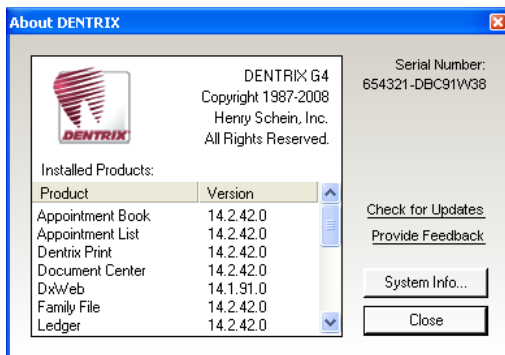 About DENTRIX
DENTRIX
DENTRIX G4
Copyright 1987-2008
Henry Schein, Inc.
All Rights Reserved.
Serial Number:
654321-DBC91W38
Installed Products:
Product Version
Appointment Book 14.2.42.0
Appointment List 14.2.42.0
Dentrix Print 14.2.42.0
Document Center 14.2.42.0
DxWeb 14.1.91.0
Family File 14.2.42.0
Ledger 14.2.42.0
Check for Updates
Provide Feedback
System Info...
Close